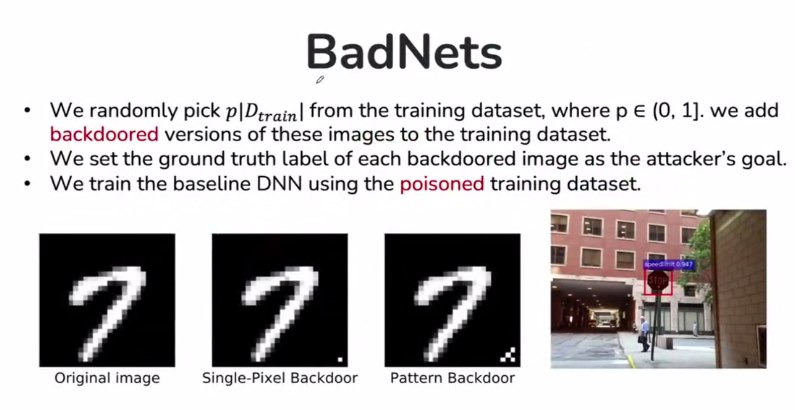 BadNets
• We randomly pick p|D_train| from the training dataset, where p ∈ (0, 1]. we add
backdoored versions of these images to the training dataset.
• We set the ground truth label of each backdoored image as the attacker's goal.
• We train the baseline DNN using the poisoned training dataset.
speedlimit 0.947
STOP
Original image
Single-Pixel Backdoor
Pattern Backdoor